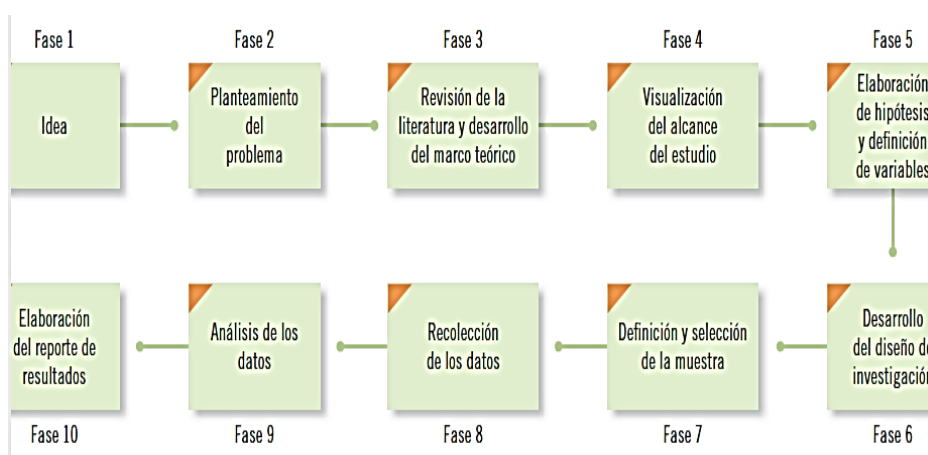 Fase 1
Idea
Fase 2
Planteamiento
del
problema
Fase 3
Revisión de la
literatura y desarrollo
del marco teórico
Fase 4
Visualización
del alcance
del estudio
Fase 5
Elaboración
de hipótesis
y definición
de variables
Desarrollo
del diseño de
investigación
Fase 6
Definición y selección
de la muestra
Fase 7
Recolección
de los datos
Fase 8
Análisis de los
datos
Fase 9
Elaboración
del reporte de
resultados
Fase 10